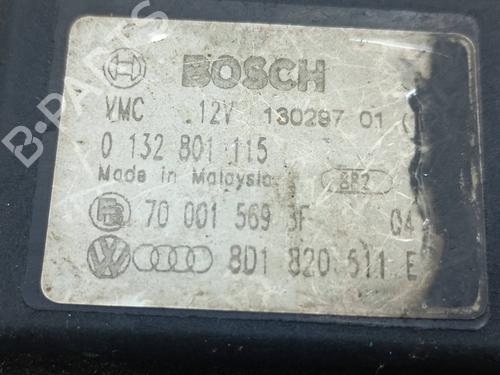 BOSCH
VMC 12V 130297 01
0 132 801 115
Made in Malaysia 8P2
70 001 569 3F 04
8D1 820 511 E
B-PARTS